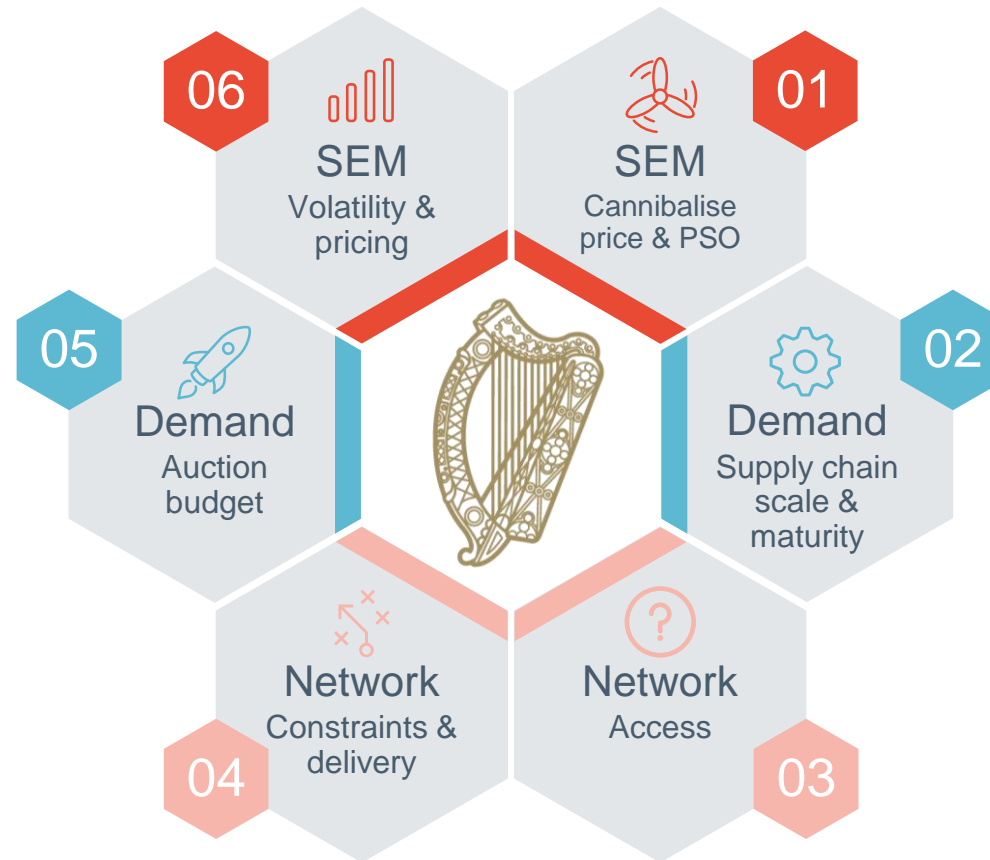 01
SEM
Cannibalise
price & PSO
02
Demand
Supply chain
scale &
maturity
03
Network
Access
04
Network
Constraints &
delivery
05
Demand
Auction
budget
06
SEM
Volatility &
pricing
?